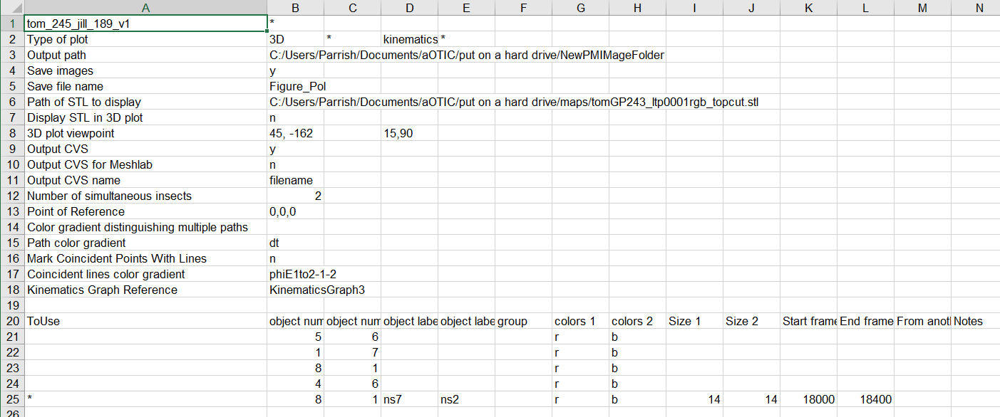 A B C D E F G H I J K L M N
1 tom_245_jill_189_v1 *
2 Type of plot 3D * kinematics *
3 Output path C:/Users/Parrish/Documents/aOTIC/put on a hard drive/NewPMIMageFolder
4 Save images y
5 Save file name Figure_Pol
6 Path of STL to display C:/Users/Parrish/Documents/aOTIC/put on a hard drive/maps/tomGP243_ltp0001rgb_topcut.stl
7 Display STL in 3D plot n
8 3D plot viewpoint 45, -162 15,90
9 Output CVS y
10 Output CVS for Meshlab n
11 Output CVS name filename
12 Number of simultaneous insects 2
13 Point of Reference 0,0,0
14 Color gradient distinguishing multiple paths
15 Path color gradient dt
16 Mark Coincident Points With Lines n
17 Coincident lines color gradient phiE1to2-1-2
18 Kinematics Graph Reference KinematicsGraph3
19
20 ToUse object num object num object labe object labe group colors 1 colors 2 Size 1 Size 2 Start frame End frame From anot Notes
21 5 6 r b
22 1 7 r b
23 8 1 r b
24 4 6 r b
25 * 8 1 ns7 ns2 r b 14 14 18000 18400
26